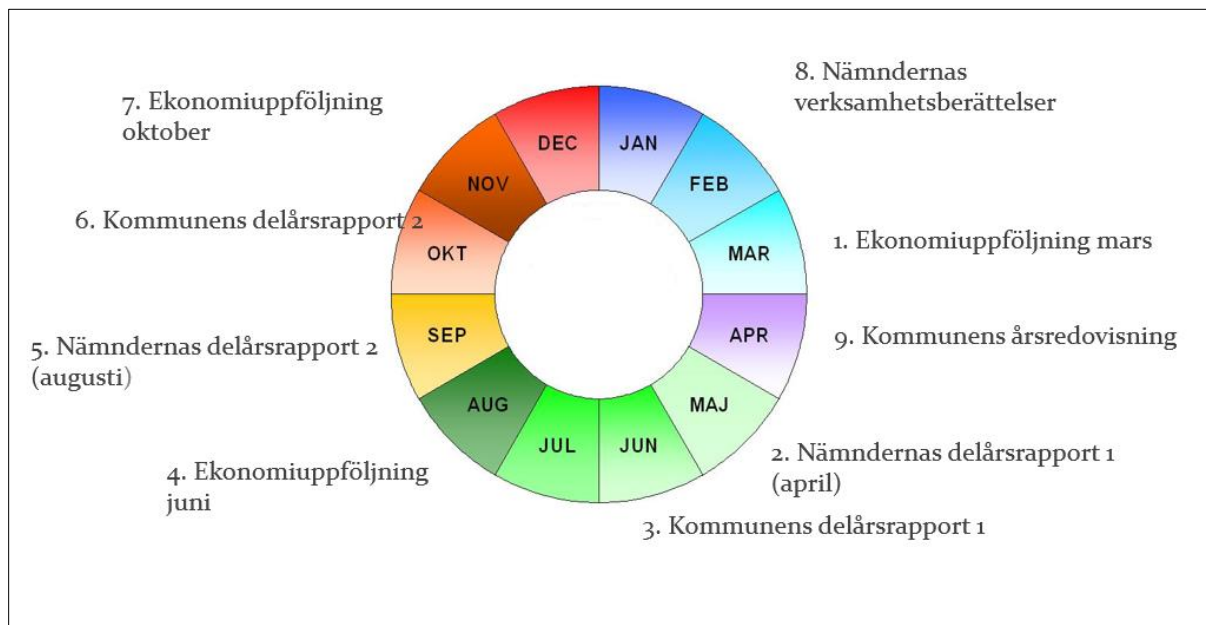 8. Nämndernas
verksamhetsberättelser
7. Ekonomiuppföljning
oktober
DEC
JAN
NOV
FEB
6. Kommunens delårsrapport 2
1. Ekonomiuppföljning mars
OKT
MAR
SEP
APR
9. Kommunens årsredovisning
5. Nämndernas delårsrapport 2
(augusti)
AUG
MAJ
JUL
JUN
4. Ekonomiuppföljning
juni
2. Nämndernas delårsrapport 1
(april)
3. Kommunens delårsrapport 1